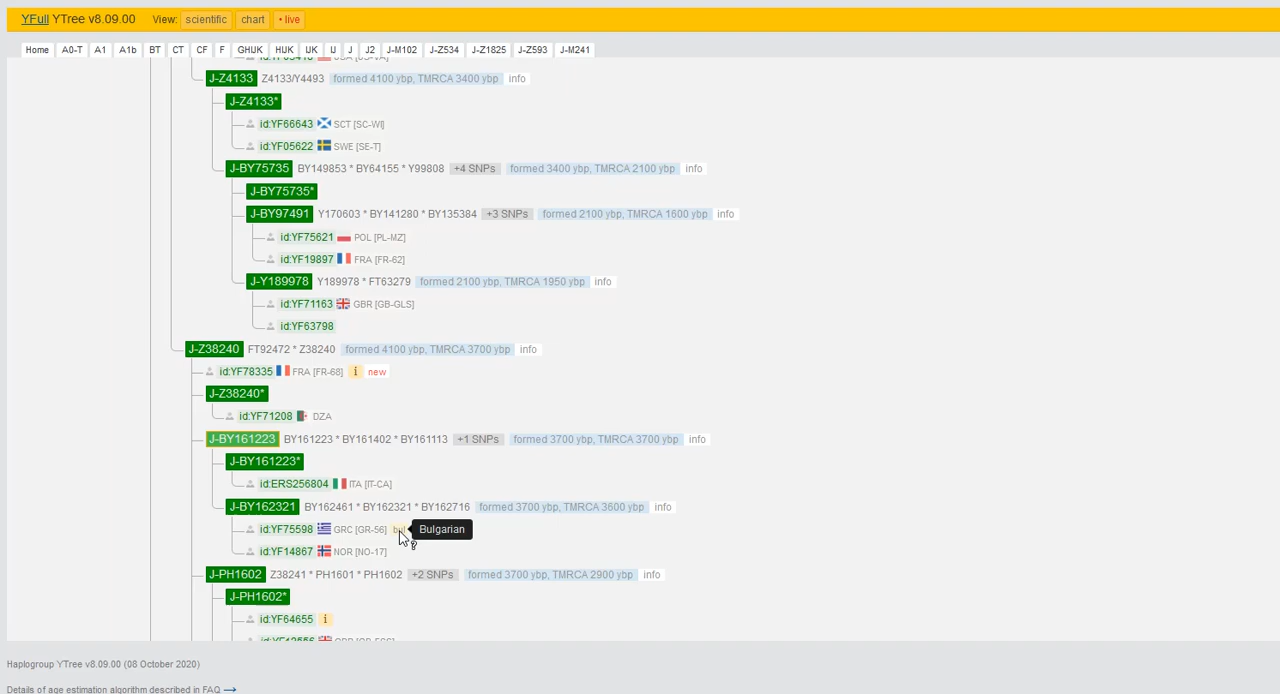 YFull YTree v8.09.00 View: scientific chart • live
Home A0-T A1 A1b BT CT CF F GHIJK HIJK IJK IJ J J2 J-M102 J-Z534 J-Z1825 J-Z593 J-M241
J-Z4133 Z4133/Y4493 formed 4100 ybp, TMRCA 3400 ybp info
J-Z4133*
id:YF66643 SCT [SC-WI]
id:YF05622 SWE [SE-T]
J-BY75735 BY149853 * BY64155 * Y99808 +4 SNPs formed 3400 ybp, TMRCA 2100 ybp info
J-BY75735*
J-BY97491 Y170603 * BY141280 * BY135384 +3 SNPs formed 2100 ybp, TMRCA 1600 ybp info
id:YF75621 POL [PL-MZ]
id:YF19897 FRA [FR-62]
J-Y189978 Y189978 * FT63279 formed 2100 ybp, TMRCA 1950 ybp info
id:YF71163 GBR [GB-GLS]
id:YF63798
J-Z38240 FT92472 * Z38240 formed 4100 ybp, TMRCA 3700 ybp info
id:YF78335 FRA [FR-68] i new
J-Z38240*
id:YF71208 DZA
J-BY161223 BY161223 * BY161402 * BY161113 +1 SNPs formed 3700 ybp, TMRCA 3700 ybp info
J-BY161223*
id:ERS256804 ITA [IT-CA]
J-BY162321 BY162461 * BY162321 * BY162716 formed 3700 ybp, TMRCA 3600 ybp info
id:YF75598 GRC [GR-56] Bulgarian
id:YF14867 NOR [NO-17]
J-PH1602 Z38241 * PH1601 * PH1602 +2 SNPs formed 3700 ybp, TMRCA 2900 ybp info
J-PH1602*
id:YF64655 i
Haplogroup YTree v8.09.00 (08 October 2020)
Details of age estimation algorithm described in FAQ →